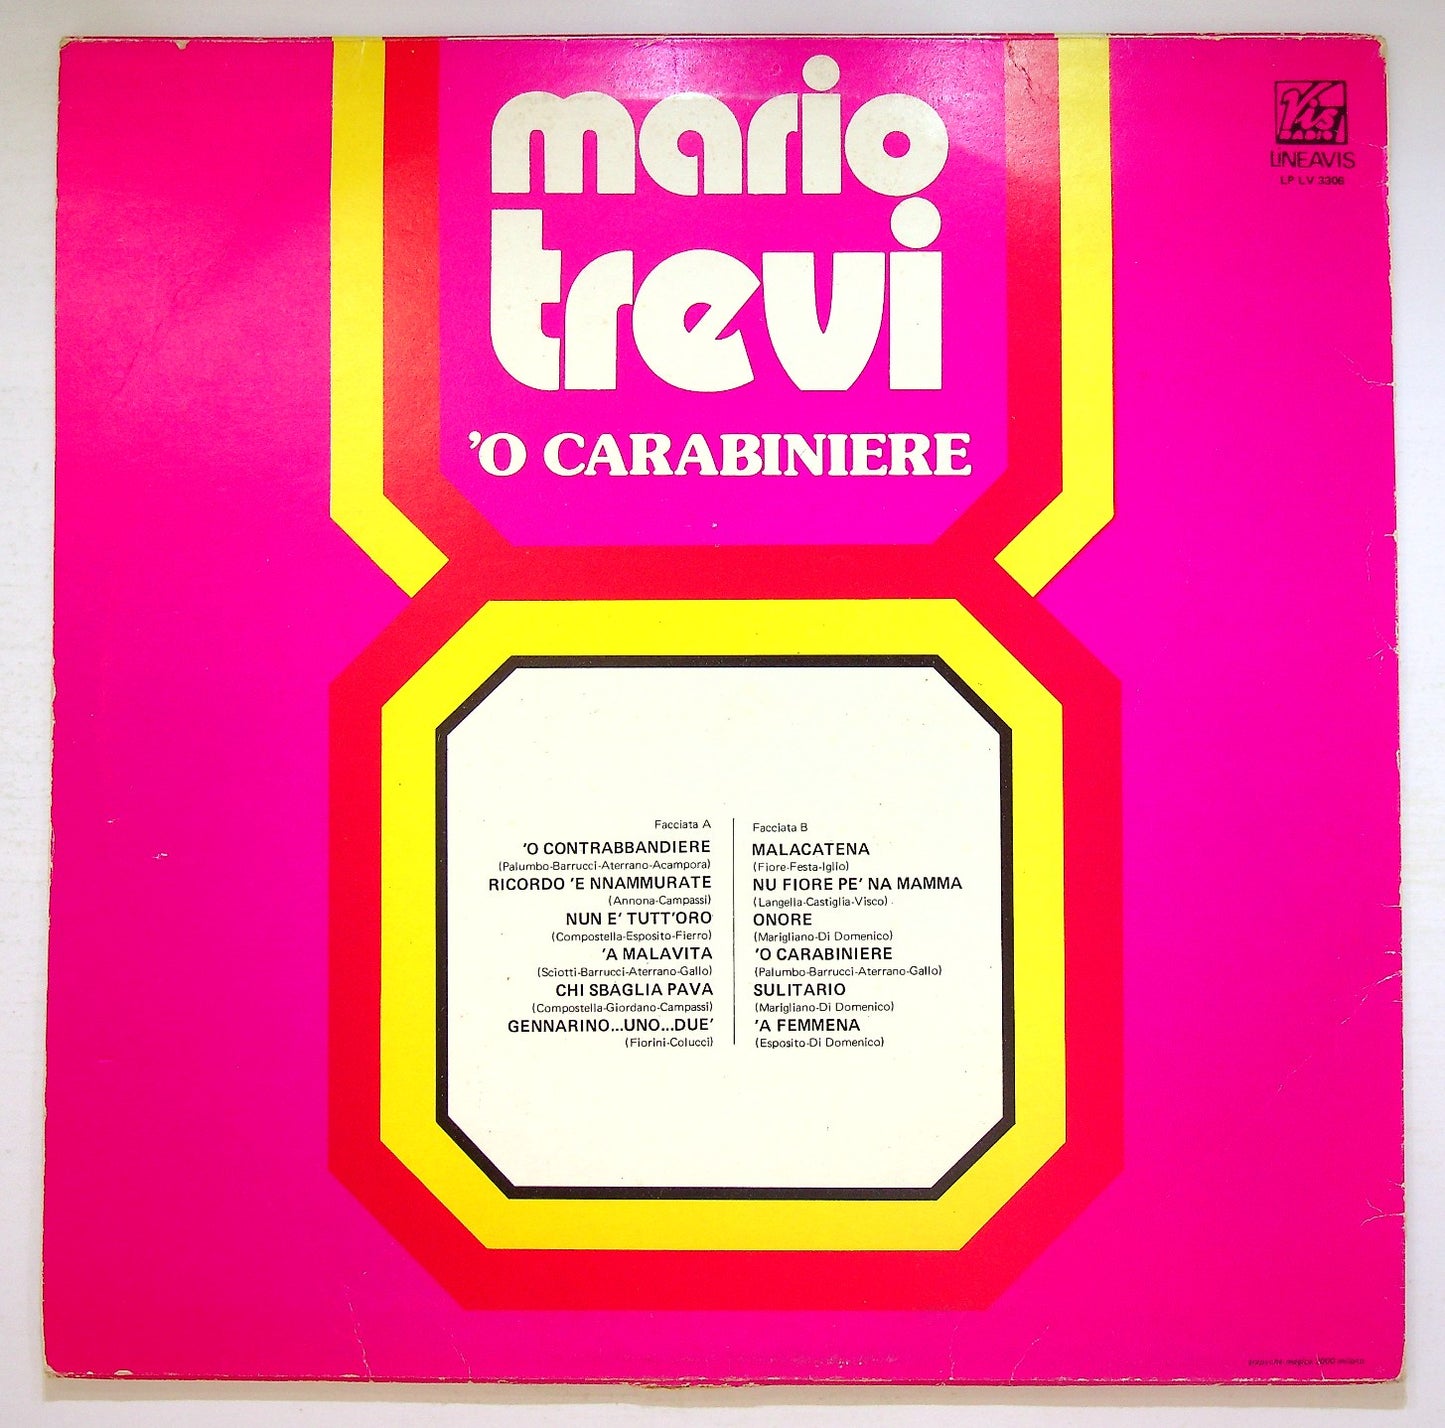 mario
trevi
'O CARABINIERE
Vis
RADIO
LINEAVIS
LP LV 3306
Facciata A
'O CONTRABBANDIERE
(Palumbo-Barrucci-Aterrano-Acampora)
RICORDO 'E NNAMMURATE
(Annona-Campassi)
NUN E' TUTT'ORO
(Compostella-Esposito-Fierro)
'A MALAVITA
(Sciotti-Barrucci-Aterrano-Gallo)
CHI SBAGLIA PAVA
(Compostella-Giordano-Campassi)
GENNARINO...UNO...DUE'
(Fiorini-Colucci)
Facciata B
MALACATENA
(Fiore-Festa-Iglio)
NU FIORE PE' NA MAMMA
(Langella-Castiglia-Visco)
ONORE
(Marigliano-Di Domenico)
'O CARABINIERE
(Palumbo-Barrucci-Aterrano-Gallo)
SULITARIO
(Marigliano-Di Domenico)
'A FEMMENA
(Esposito-Di Domenico)